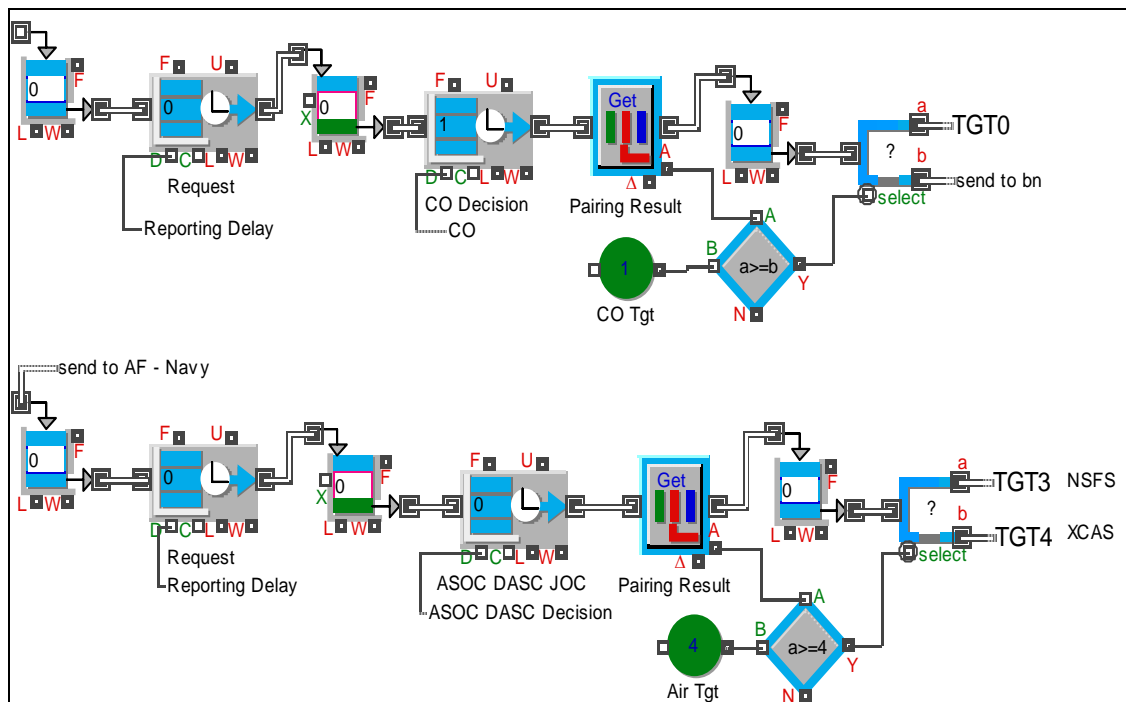 F
U
F
U
Get
F
a
TGT0
0
F
0
X
0
F
1
0
?
b
send to bn
L W
D C L W
L W
D C L W
A
Δ
L W
select
Request
CO Decision
Pairing Result
A
Reporting Delay
CO
B
1
a>=b
Y
CO Tgt
N
send to AF - Navy
F
U
F
U
Get
F
a
TGT3 NSFS
0
F
0
X
0
F
0
0
?
b
TGT4 XCAS
L W
D C L W
L W
D C L W
A
Δ
L W
select
Request
ASOC DASC JOC
Pairing Result
A
Reporting Delay
ASOC DASC Decision
B
4
a>=4
Y
Air Tgt
N